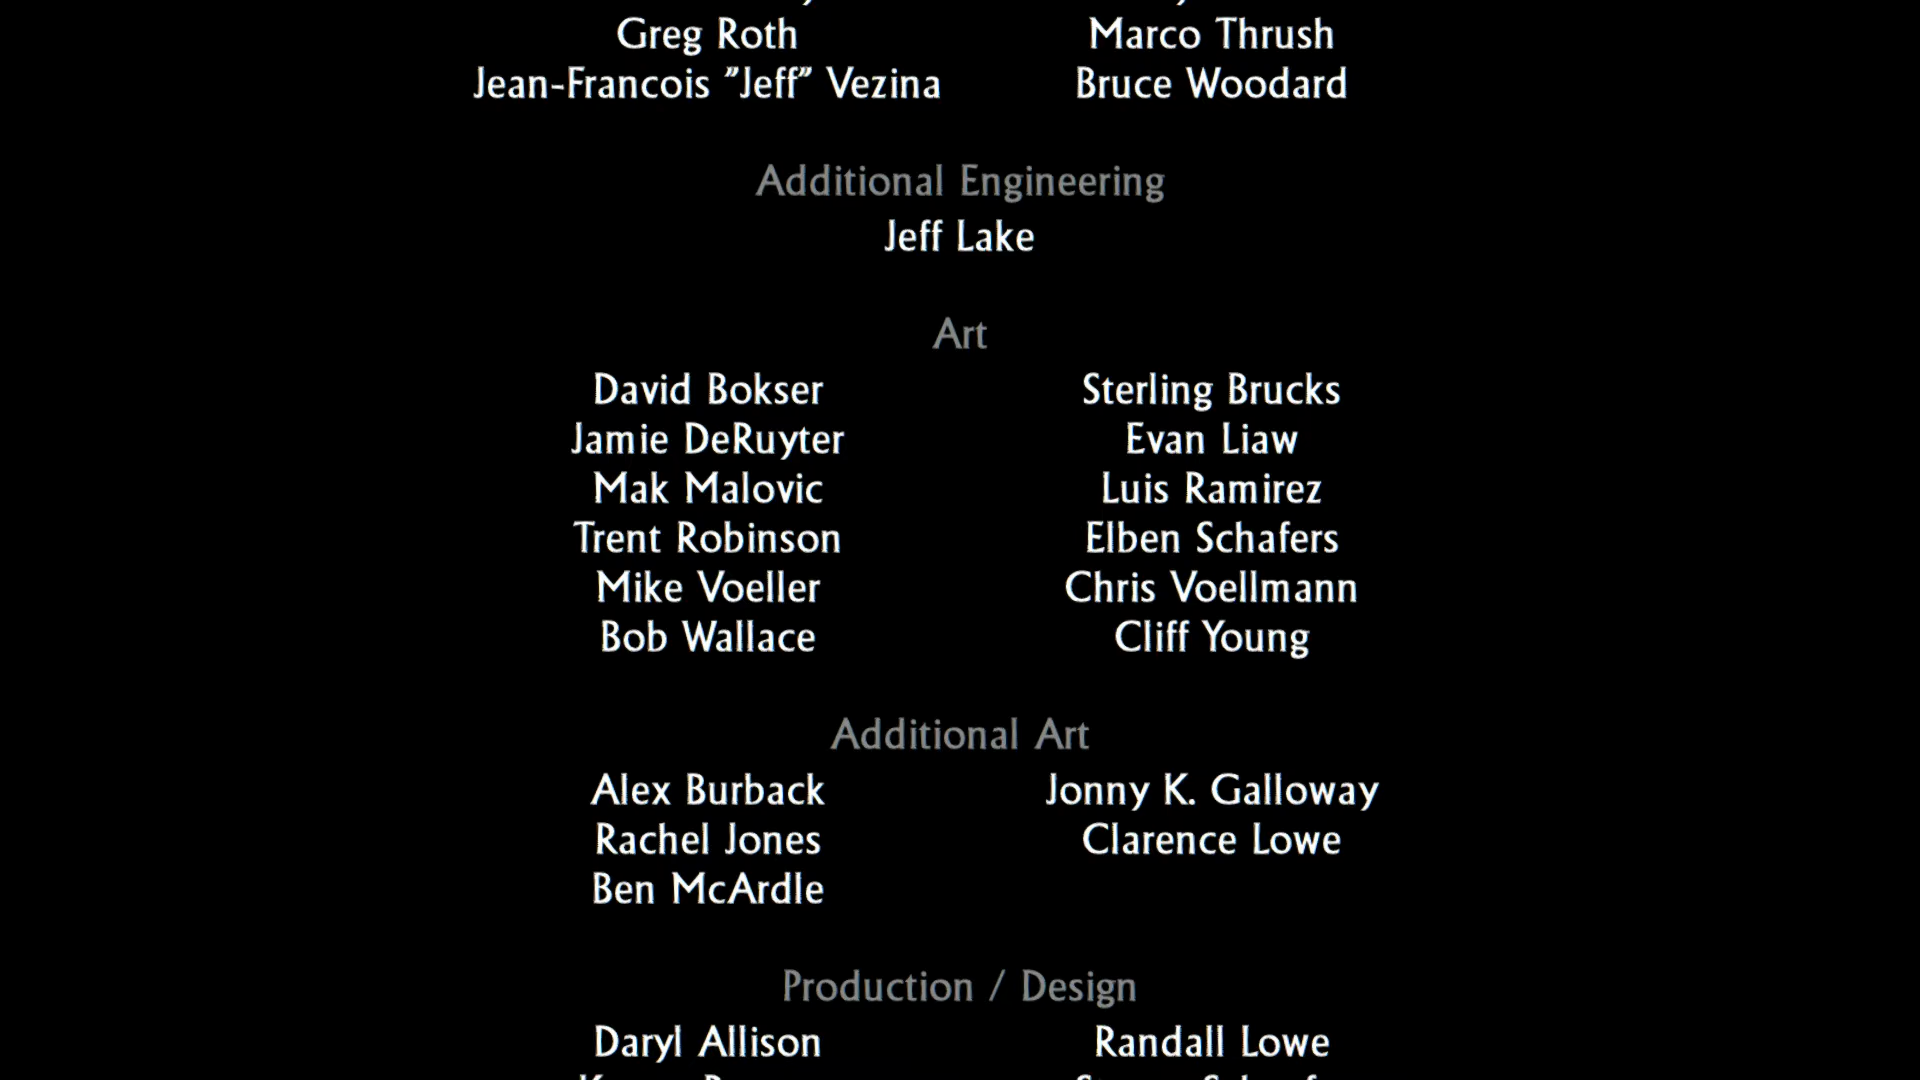 Greg Roth Marco Thrush
Jean-Francois "Jeff" Vezina Bruce Woodard
Additional Engineering
Jeff Lake
Art
David Bokser Sterling Brucks
Jamie DeRuyter Evan Liaw
Mak Malovic Luis Ramirez
Trent Robinson Elben Schafers
Mike Voeller Chris Voellmann
Bob Wallace Cliff Young
Additional Art
Alex Burback Jonny K. Galloway
Rachel Jones Clarence Lowe
Ben McArdle
Production / Design
Daryl Allison Randall Lowe